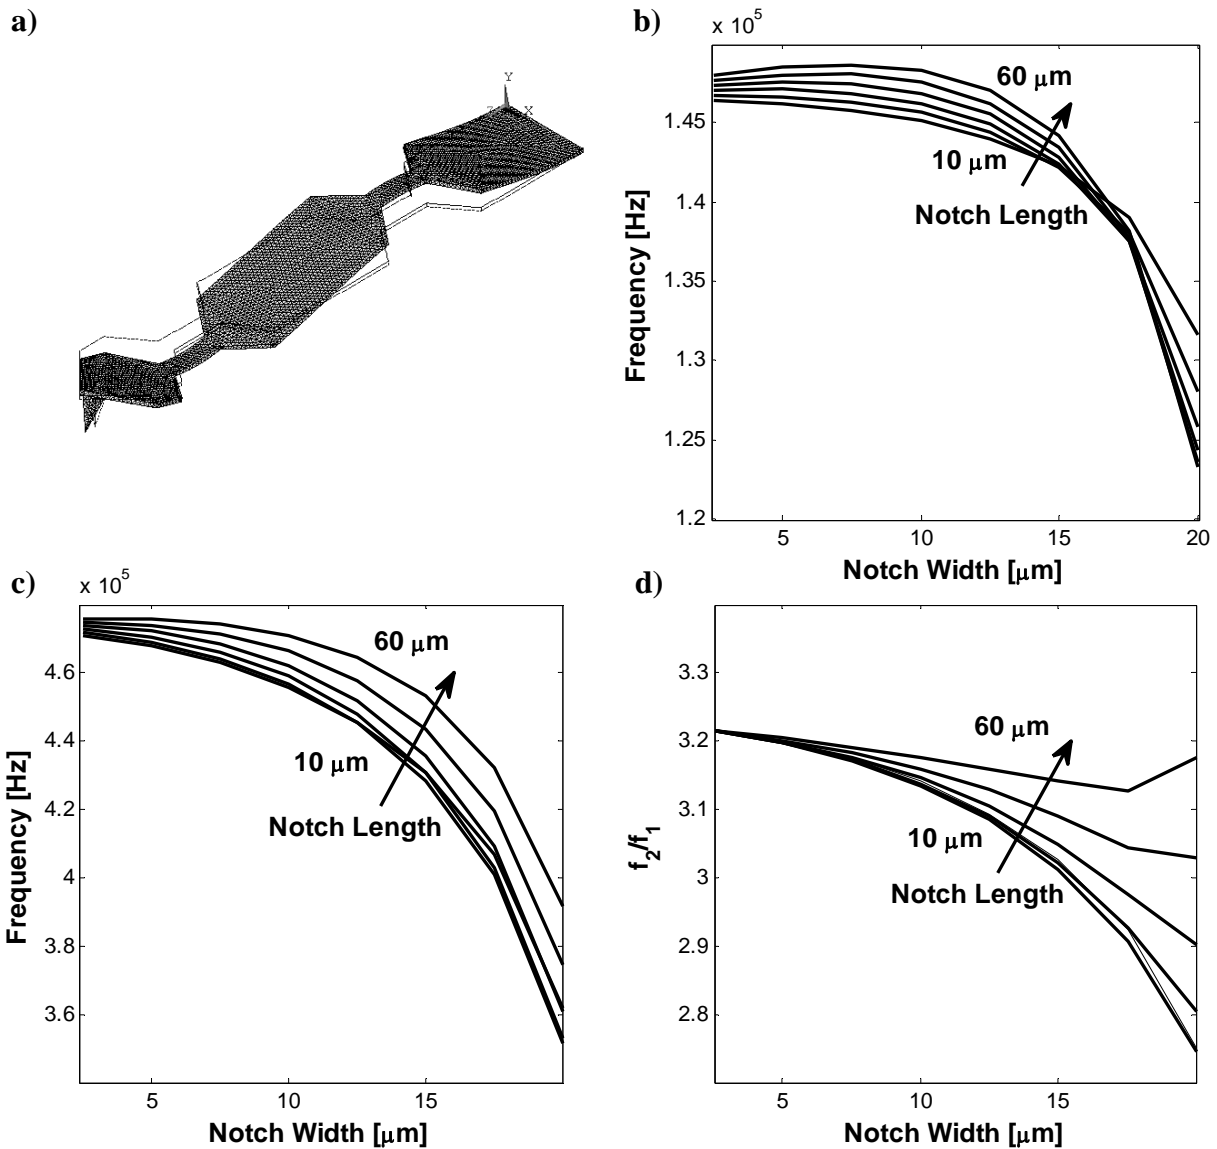 a)
Y
Z
X
b)
x 10^5
1.45
1.4
1.35
1.3
1.25
1.2
5
10
15
20
Frequency [Hz]
Notch Width [μm]
60 μm
10 μm
Notch Length
c)
x 10^5
4.6
4.4
4.2
4
3.8
3.6
5
10
15
Frequency [Hz]
Notch Width [μm]
60 μm
10 μm
Notch Length
d)
3.3
3.2
3.1
3
2.9
2.8
5
10
15
f_2/f_1
Notch Width [μm]
60 μm
10 μm
Notch Length